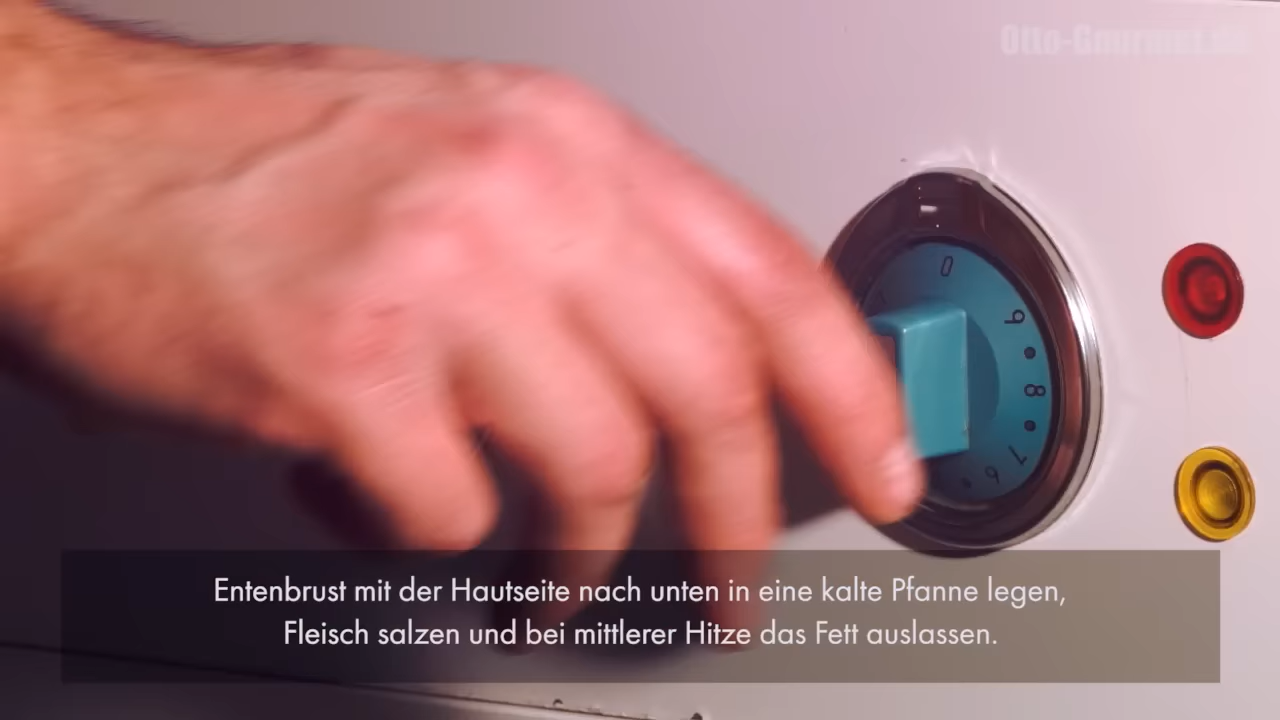 Otto-Gourmet.de
0
9
8
7
6
Entenbrust mit der Hautseite nach unten in eine kalte Pfanne legen,
Fleisch salzen und bei mittlerer Hitze das Fett auslassen.